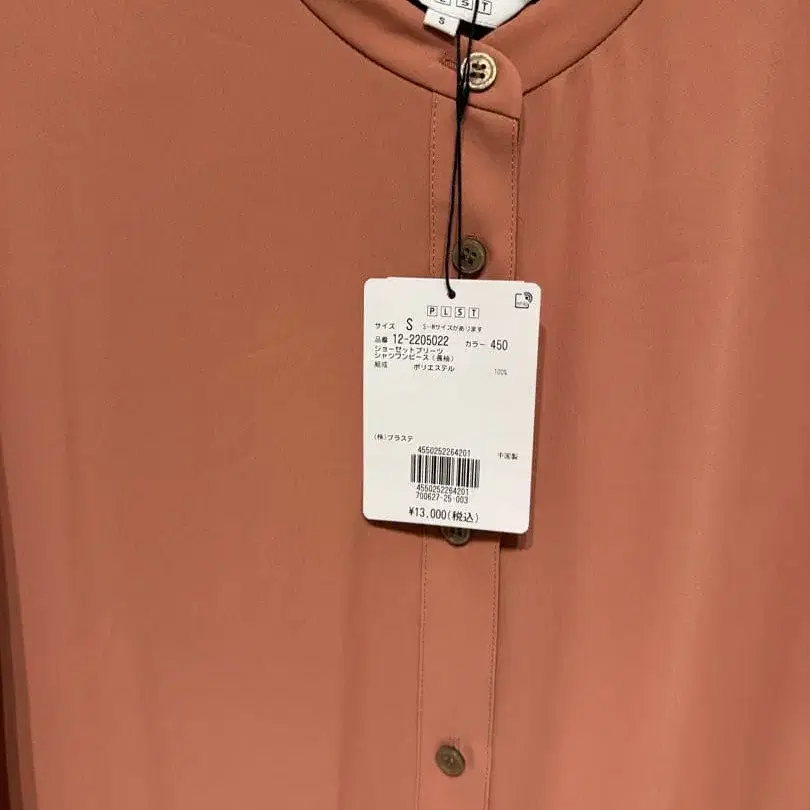 L S T
S
P L S T
サイズ S S-Mサイズがあります
品番 12-2205022 カラー 450
ジョーゼットプリーツ
シャツワンピース(長袖)
組成 ポリエステル 100%
(株)プラステ
4550252264201 中国製
4550252264201
700627-25-003
¥13,000(税込)